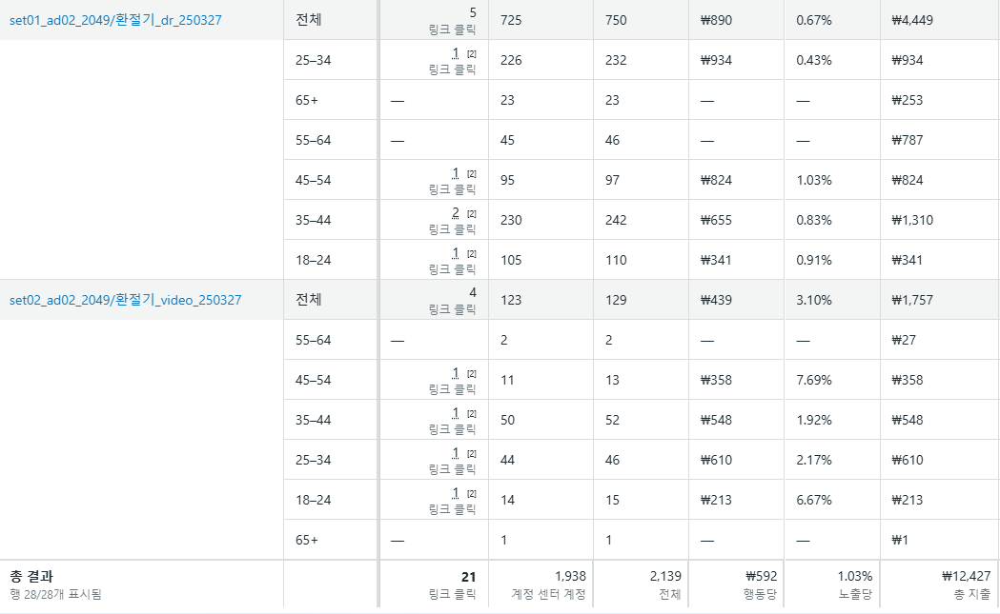 set01_ad02_2049/환절기_dr_250327 전체 5 725 750 ₩890 0.67% ₩4,449
링크 클릭
25–34 1 [2] 226 232 ₩934 0.43% ₩934
링크 클릭
65+ — 23 23 — — ₩253
55–64 — 45 46 — — ₩787
45–54 1 [2] 95 97 ₩824 1.03% ₩824
링크 클릭
35–44 2 [2] 230 242 ₩655 0.83% ₩1,310
링크 클릭
18–24 1 [2] 105 110 ₩341 0.91% ₩341
링크 클릭
set02_ad02_2049/환절기_video_250327 전체 4 123 129 ₩439 3.10% ₩1,757
링크 클릭
55–64 — 2 2 — — ₩27
45–54 1 [2] 11 13 ₩358 7.69% ₩358
링크 클릭
35–44 1 [2] 50 52 ₩548 1.92% ₩548
링크 클릭
25–34 1 [2] 44 46 ₩610 2.17% ₩610
링크 클릭
18–24 1 [2] 14 15 ₩213 6.67% ₩213
링크 클릭
65+ — 1 1 — — ₩1
총 결과 21 1,938 2,139 ₩592 1.03% ₩12,427
행 28/28개 표시됨 링크 클릭 계정 센터 계정 전체 행동당 노출당 총 지출